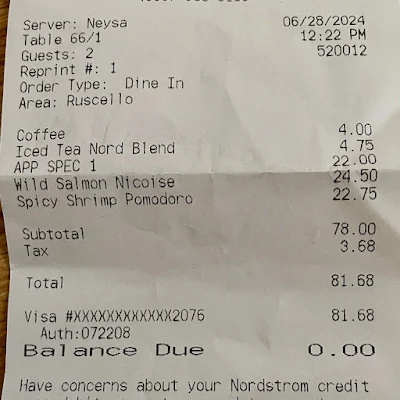 Server: Neysa 06/28/2024
Table 66/1 12:22 PM
Guests: 2 520012
Reprint #: 1
Order Type: Dine In
Area: Ruscello
Coffee 4.00
Iced Tea Nord Blend 4.75
APP SPEC 1 22.00
Wild Salmon Nicoise 24.50
Spicy Shrimp Pomodoro 22.75
Subtotal 78.00
Tax 3.68
Total 81.68
Visa #XXXXXXXXXXXX2076 81.68
Auth:072208
Balance Due 0.00
Have concerns about your Nordstrom credit